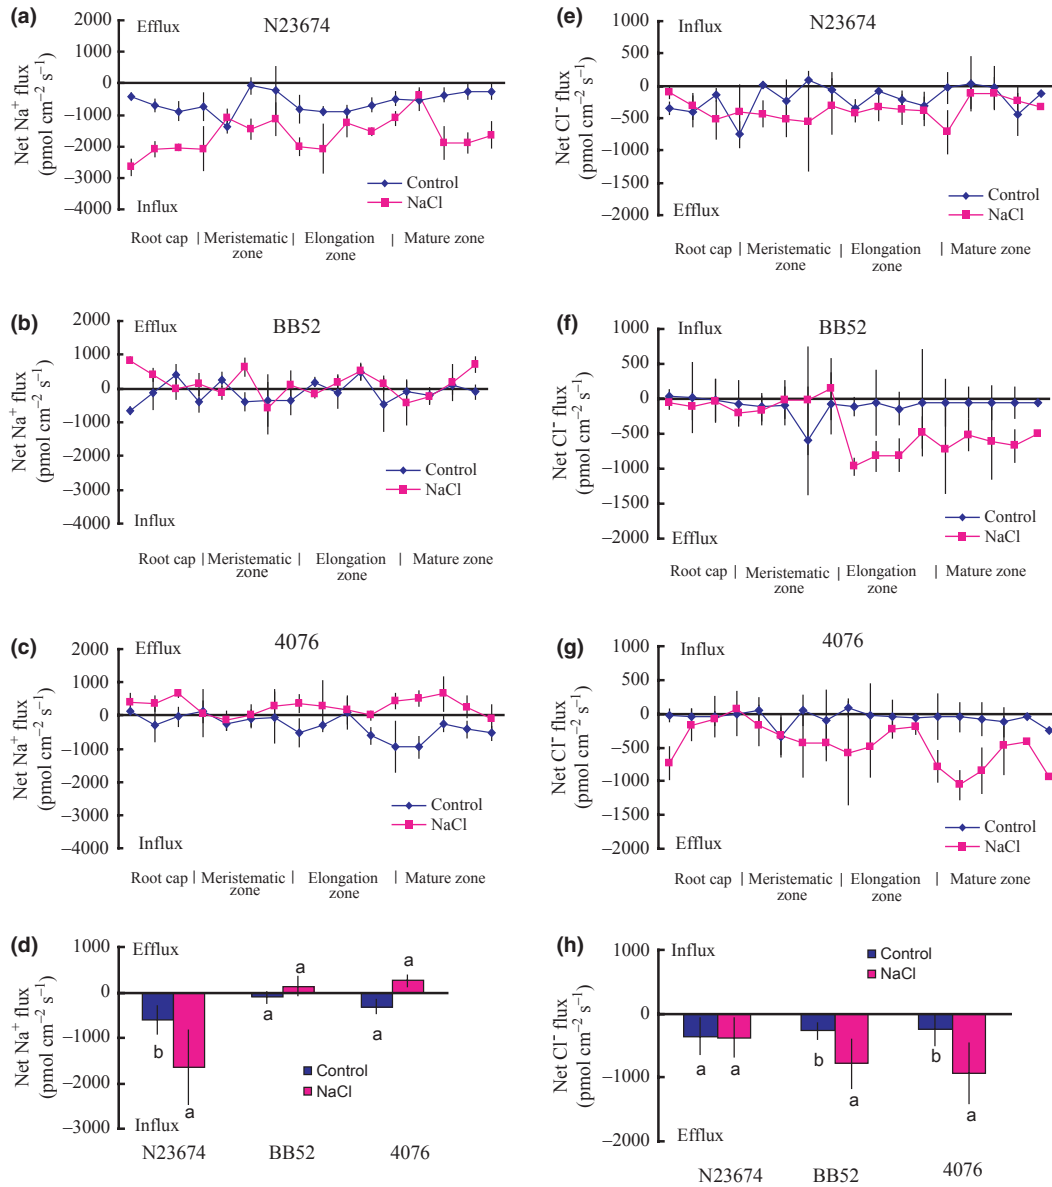 (a)
N23674
Efflux
2000
1000
0
–1000
–2000
–3000
–4000
Net Na⁺ flux
(pmol cm⁻² s⁻¹)
Control
NaCl
Influx
Root cap | Meristematic zone | Elongation zone | Mature zone
(e)
N23674
Influx
1000
500
0
–500
–1000
–1500
–2000
Net Cl⁻ flux
(pmol cm⁻² s⁻¹)
Control
NaCl
Efflux
Root cap | Meristematic zone | Elongation zone | Mature zone
(b)
BB52
Efflux
2000
1000
0
–1000
–2000
–3000
–4000
Net Na⁺ flux
(pmol cm⁻² s⁻¹)
Control
NaCl
Influx
Root cap | Meristematic zone | Elongation zone | Mature zone
(f)
BB52
Influx
1000
500
0
–500
–1000
–1500
–2000
Net Cl⁻ flux
(pmol cm⁻² s⁻¹)
Control
NaCl
Efflux
Root cap | Meristematic zone | Elongation zone | Mature zone
(c)
4076
Efflux
2000
1000
0
–1000
–2000
–3000
–4000
Net Na⁺ flux
(pmol cm⁻² s⁻¹)
Control
NaCl
Influx
Root cap | Meristematic zone | Elongation zone | Mature zone
(g)
4076
Influx
1000
500
0
–500
–1000
–1500
–2000
Net Cl⁻ flux
(pmol cm⁻² s⁻¹)
Control
NaCl
Efflux
Root cap | Meristematic zone | Elongation zone | Mature zone
(d)
Efflux
1000
0
–1000
–2000
–3000
Net Na⁺ flux
(pmol cm⁻² s⁻¹)
b
a
a
a
a
a
Control
NaCl
Influx
N23674
BB52
4076
(h)
Influx
1000
0
–1000
–2000
Net Cl⁻ flux
(pmol cm⁻² s⁻¹)
Control
NaCl
a
a
b
a
b
a
Efflux
N23674
BB52
4076